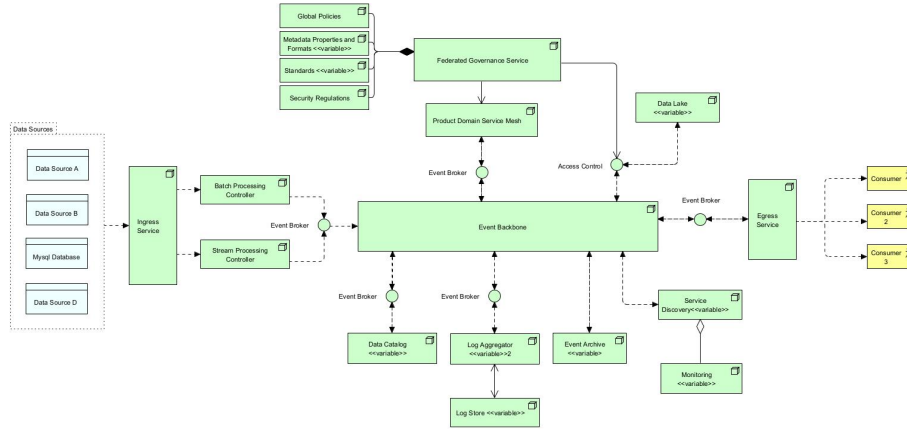 Global Policies
Metadata Properties and
Formats <<variable>>
Standards <<variable>>
Security Regulations
Federated Governance Service
Product Domain Service Mesh
Data Lake
<<variable>>
Event Broker
Access Control
Data Sources
Data Source A
Data Source B
Mysql Database
Data Source D
Ingress
Service
Batch Processing
Controller
Stream Processing
Controller
Event Broker
Event Backbone
Event Broker
Egress
Service
Consumer
Consumer
2
Consumer
3
Event Broker
Event Broker
Data Catalog
<<variable>>
Log Aggregator
<<variable>>2
Event Archive
<<variable>
Service
Discovery<<variable>>
Log Store <<variable>>
Monitoring
<<variable>>